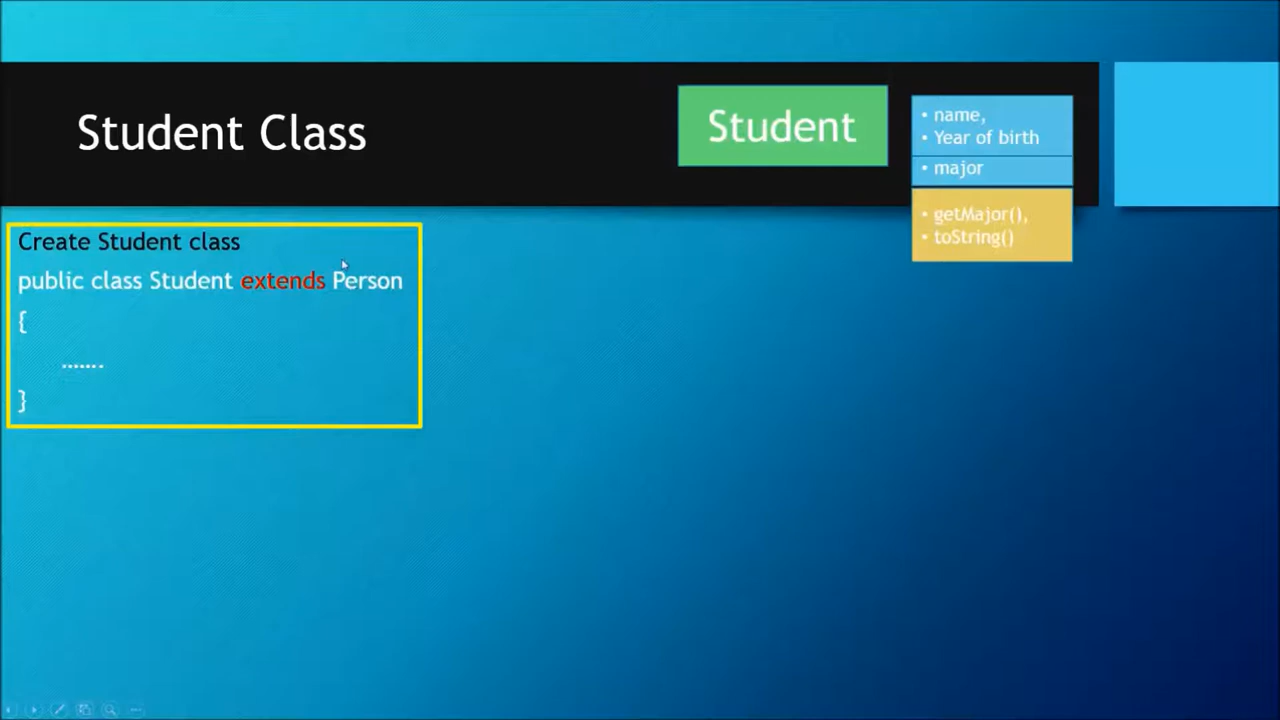 Student Class
Student
• name,
• Year of birth
• major
• getMajor(),
• toString()
Create Student class
public class Student extends Person
{
.......
}